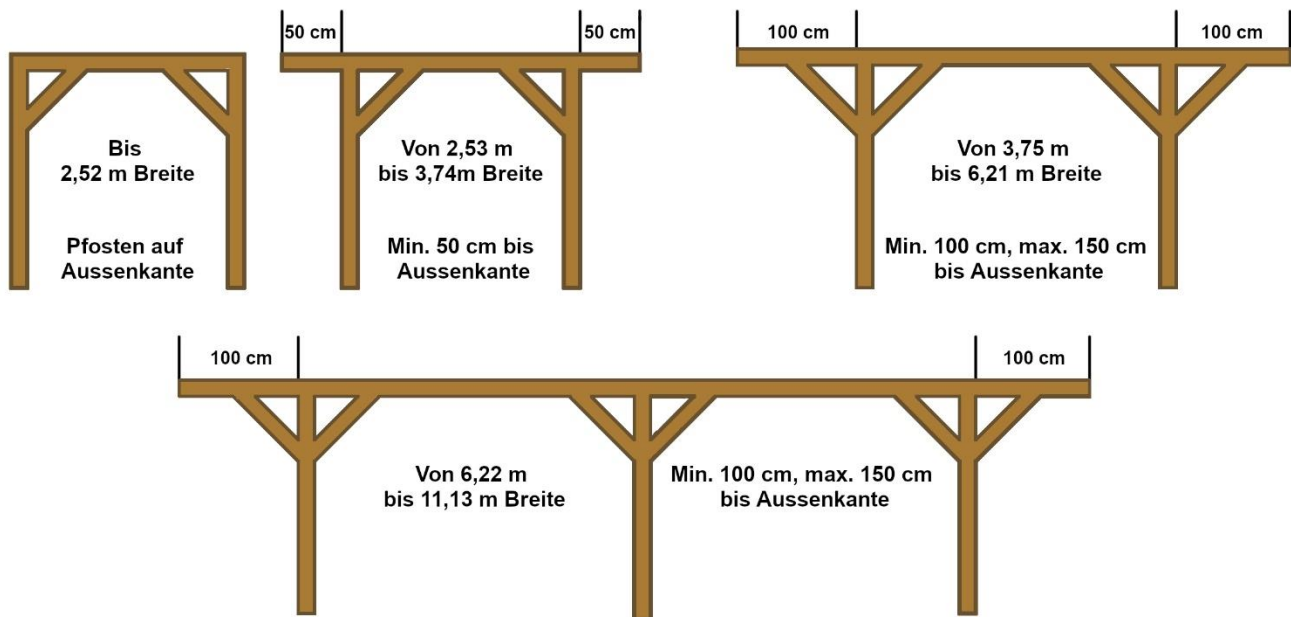 50 cm
50 cm
100 cm
100 cm
Bis
2,52 m Breite
Pfosten auf
Aussenkante
Von 2,53 m
bis 3,74m Breite
Min. 50 cm bis
Aussenkante
Von 3,75 m
bis 6,21 m Breite
Min. 100 cm, max. 150 cm
bis Aussenkante
100 cm
100 cm
Von 6,22 m
bis 11,13 m Breite
Min. 100 cm, max. 150 cm
bis Aussenkante